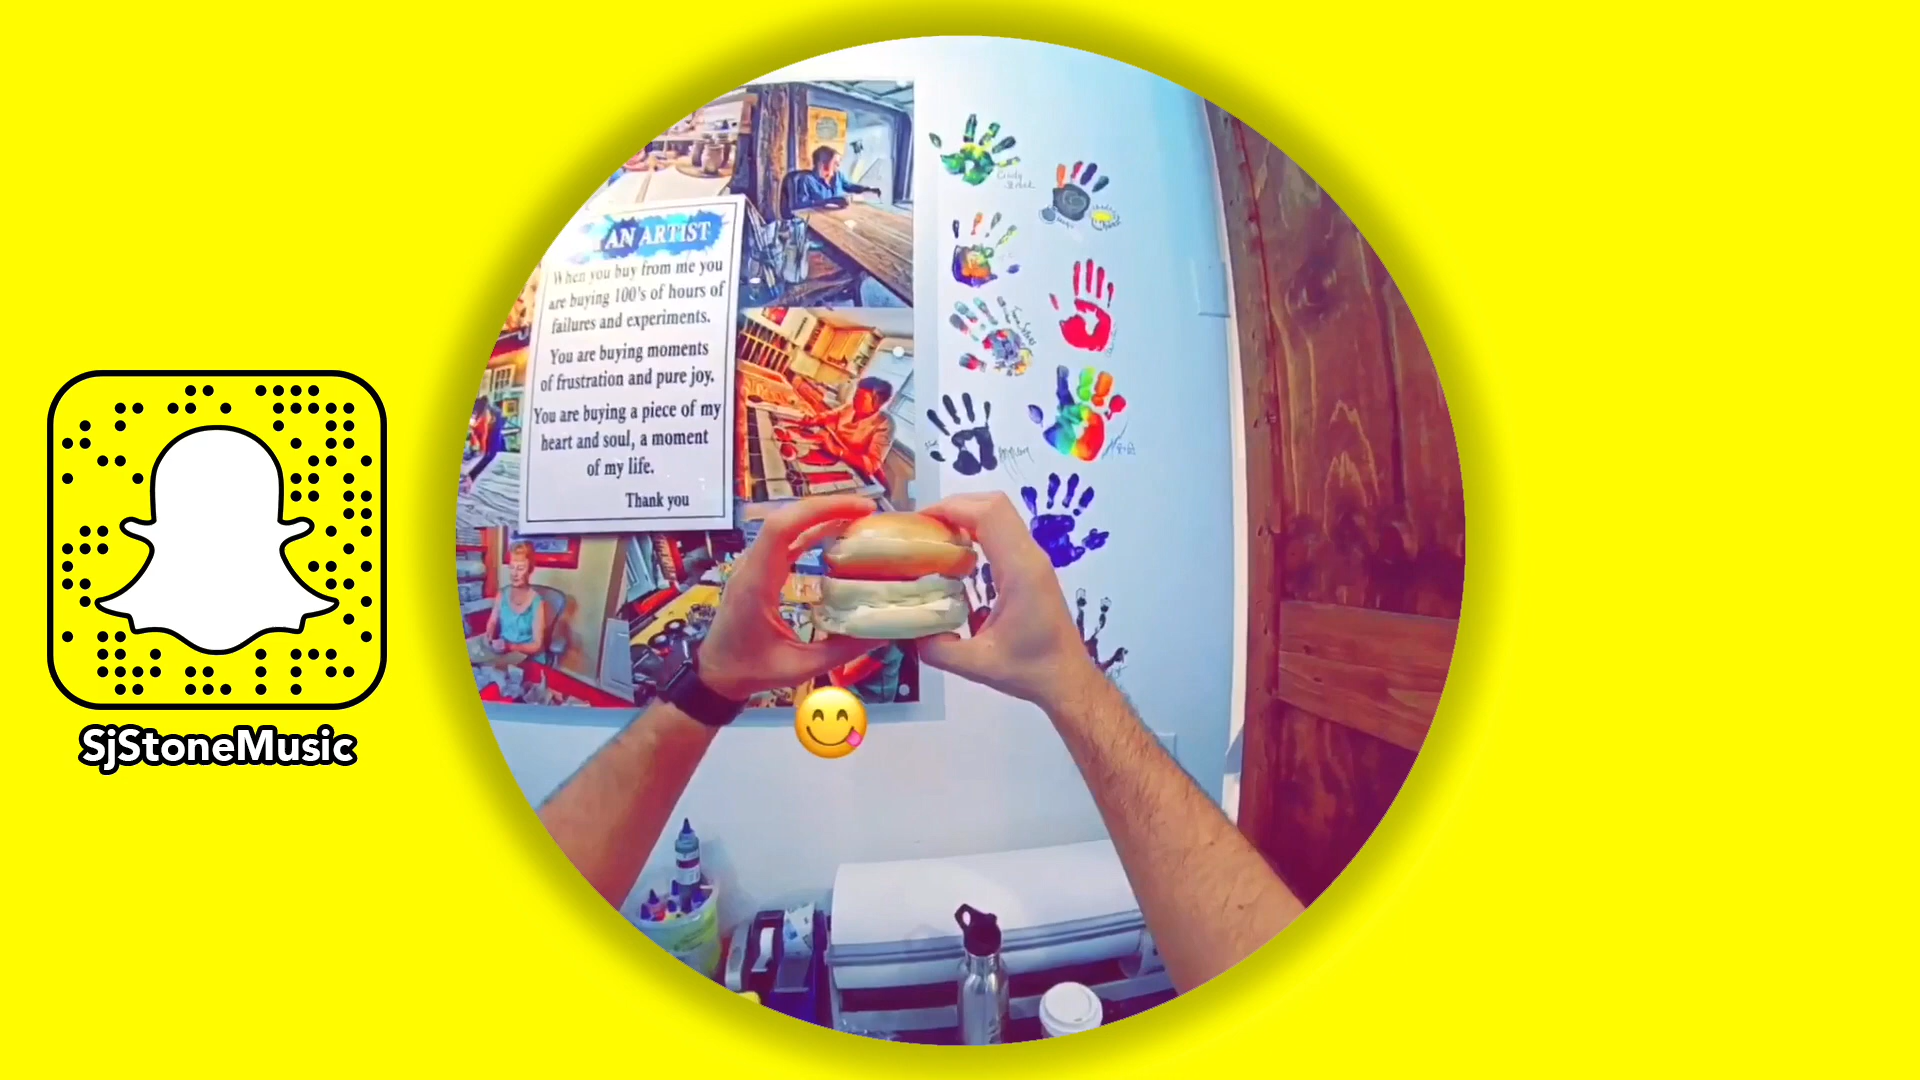 AN ARTIST
When you buy from me you
are buying 100's of hours of
failures and experiments.
You are buying moments
of frustration and pure joy.
You are buying a piece of my
heart and soul, a moment
of my life.
Thank you
SjStoneMusic